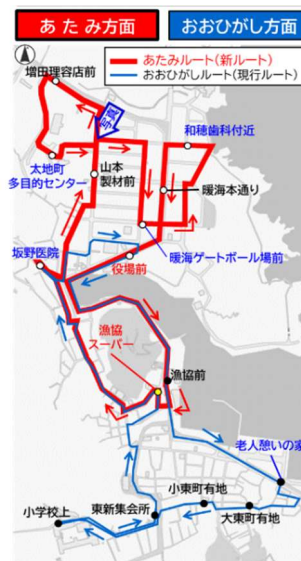 あたみ方面
おおひがし方面
あたみルート(新ルート)
おおひがしルート(現行ルート)
増田理容店前
写真
和穂歯科付近
太地町
多目的センター
山本
製材前
暖海本通り
坂野医院
役場前
暖海ゲートボール場前
漁協
スーパー
漁協前
老人憩いの家
小東町有地
小学校上
東新集会所
大東町有地